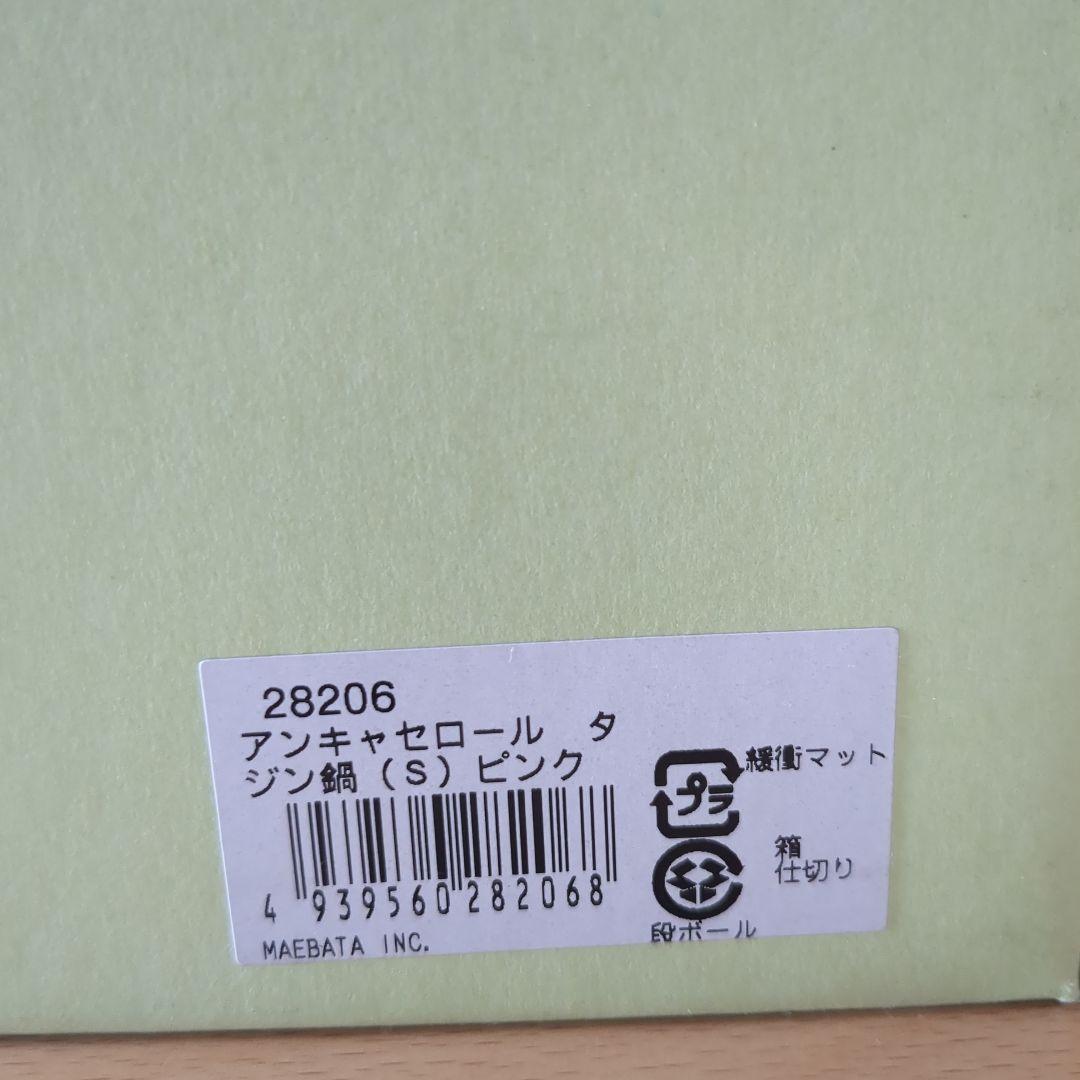 28206
アンキャセロール　タ
ジン鍋（S）ピンク
4 939560 282068
MAEBATA INC.
プラ
緩衝マット
箱
仕切り
段ボール